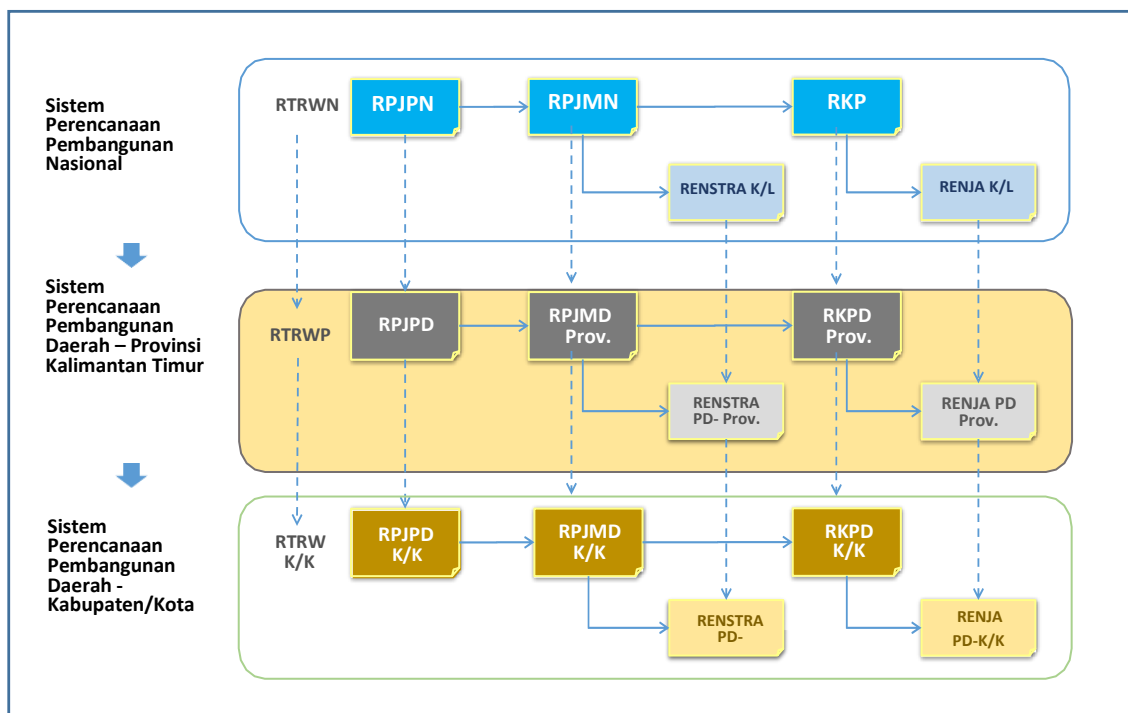 Sistem
Perencanaan
Pembangunan
Nasional
RTRWN
RPJPN
RPJMN
RKP
RENSTRA K/L
RENJA K/L
Sistem
Perencanaan
Pembangunan
Daerah – Provinsi
Kalimantan Timur
RTRWP
RPJPD
RPJMD
Prov.
RKPD
Prov.
RENSTRA
PD- Prov.
RENJA PD
Prov.
Sistem
Perencanaan
Pembangunan
Daerah -
Kabupaten/Kota
RTRW
K/K
RPJPD
K/K
RPJMD
K/K
RKPD
K/K
RENSTRA
PD-
RENJA
PD-K/K